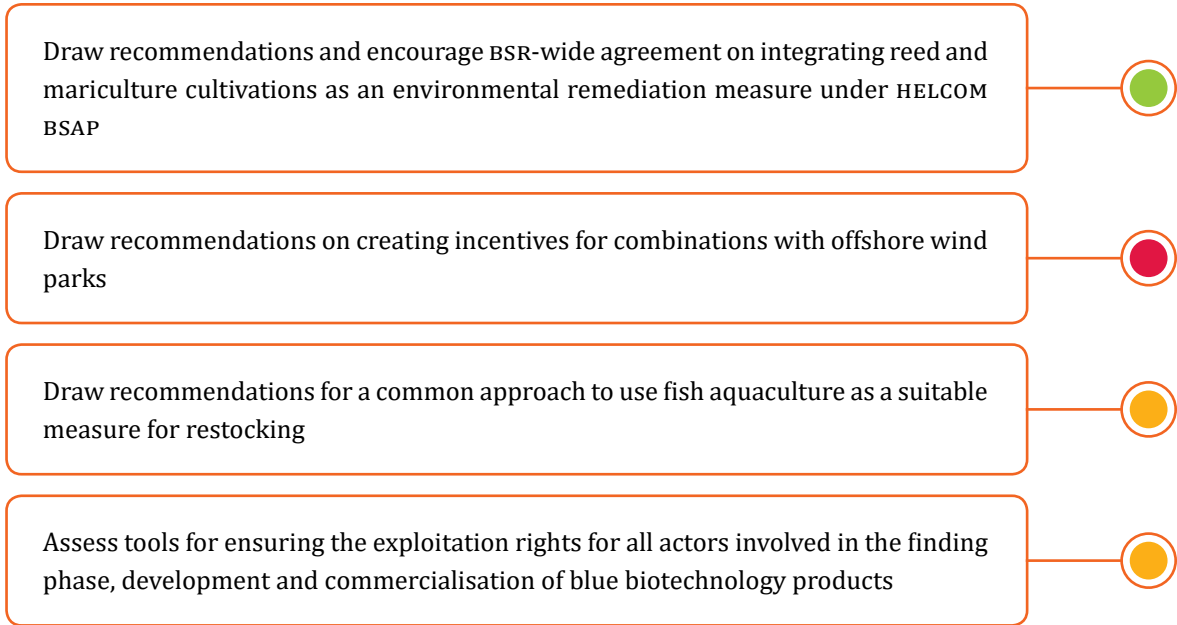 Draw recommendations and encourage BSR-wide agreement on integrating reed and
mariculture cultivations as an environmental remediation measure under HELCOM
BSAP
Draw recommendations on creating incentives for combinations with offshore wind
parks
Draw recommendations for a common approach to use fish aquaculture as a suitable
measure for restocking
Assess tools for ensuring the exploitation rights for all actors involved in the finding
phase, development and commercialisation of blue biotechnology products